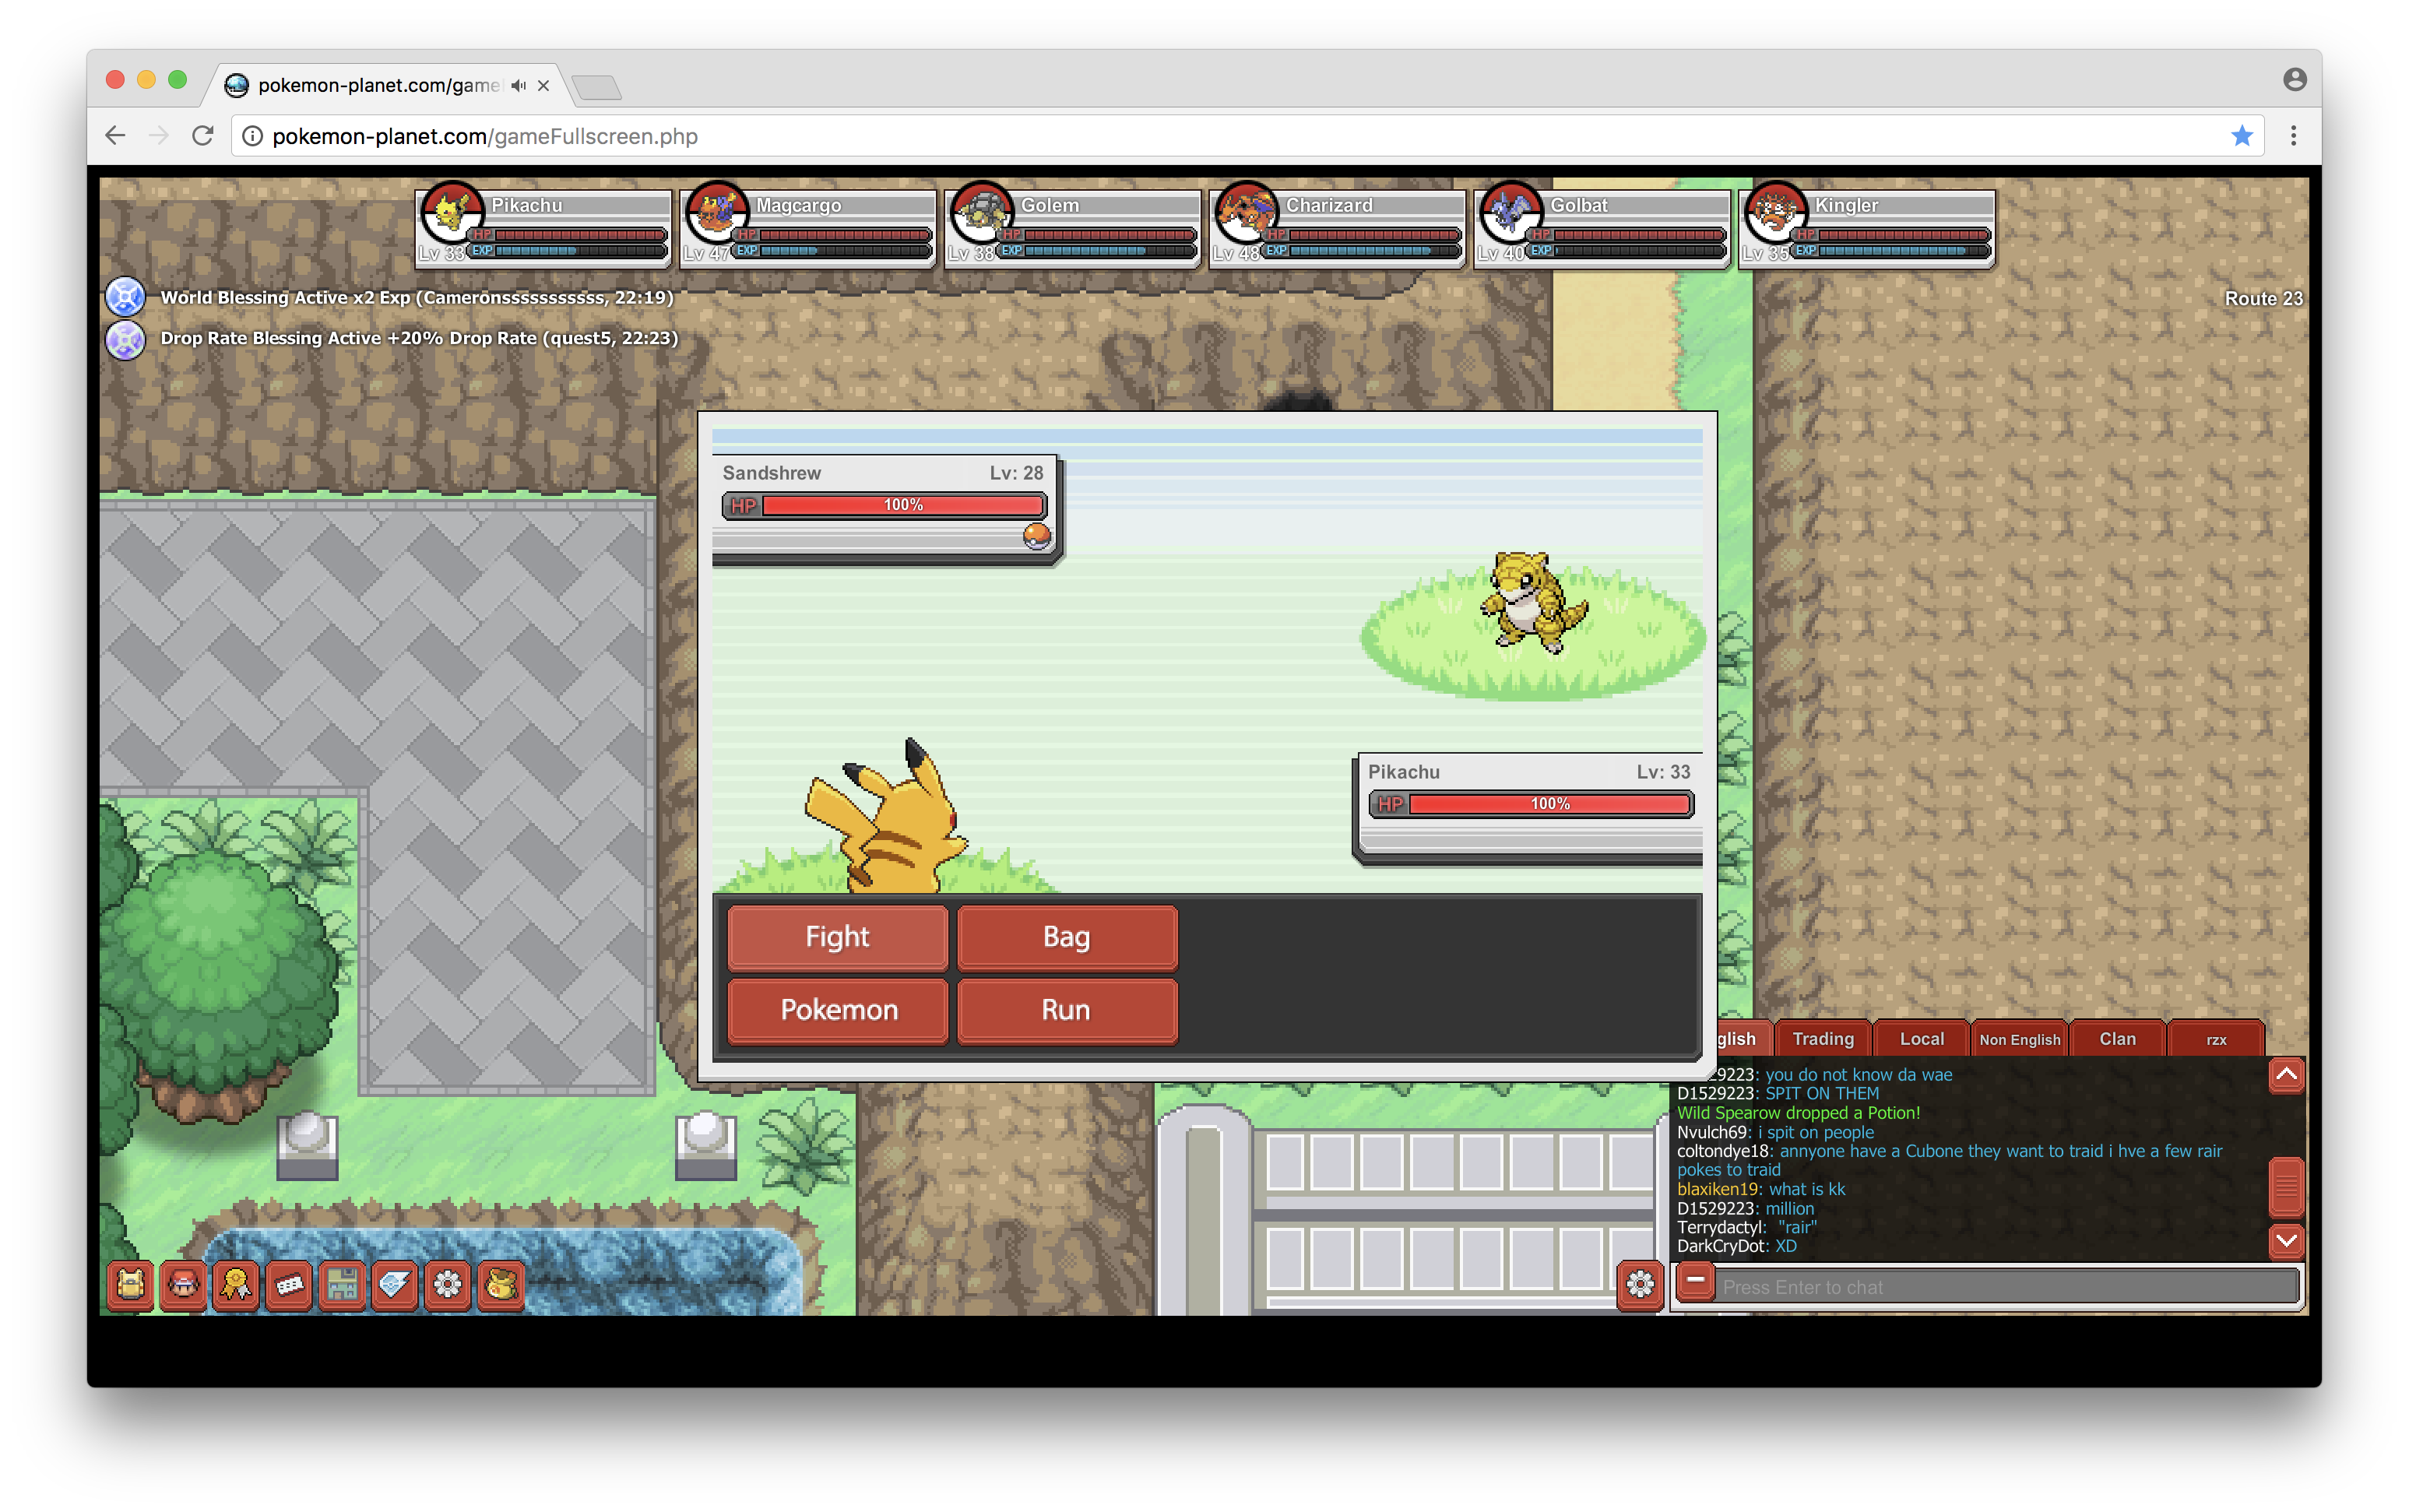 pokemon-planet.com/game
pokemon-planet.com/gameFullscreen.php
Pikachu
HP
Lv 33 EXP
Magcargo
HP
Lv 47 EXP
Golem
HP
Lv 38 EXP
Charizard
HP
Lv 48 EXP
Golbat
HP
Lv 40 EXP
Kingler
HP
Lv 35 EXP
World Blessing Active x2 Exp (Cameronsssssssssss, 22:19)
Drop Rate Blessing Active +20% Drop Rate (quest5, 22:23)
Route 23
Sandshrew Lv: 28
HP 100%
Pikachu Lv: 33
HP 100%
Fight Bag
Pokemon Run
glish Trading Local Non English Clan rzx
29223: you do not know da wae
D1529223: SPIT ON THEM
Wild Spearow dropped a Potion!
Nvulch69: i spit on people
coltondye18: annyone have a Cubone they want to traid i hve a few rair
pokes to traid
blaxiken19: what is kk
D1529223: million
Terrydactyl: "rair"
DarkCryDot: XD
Press Enter to chat